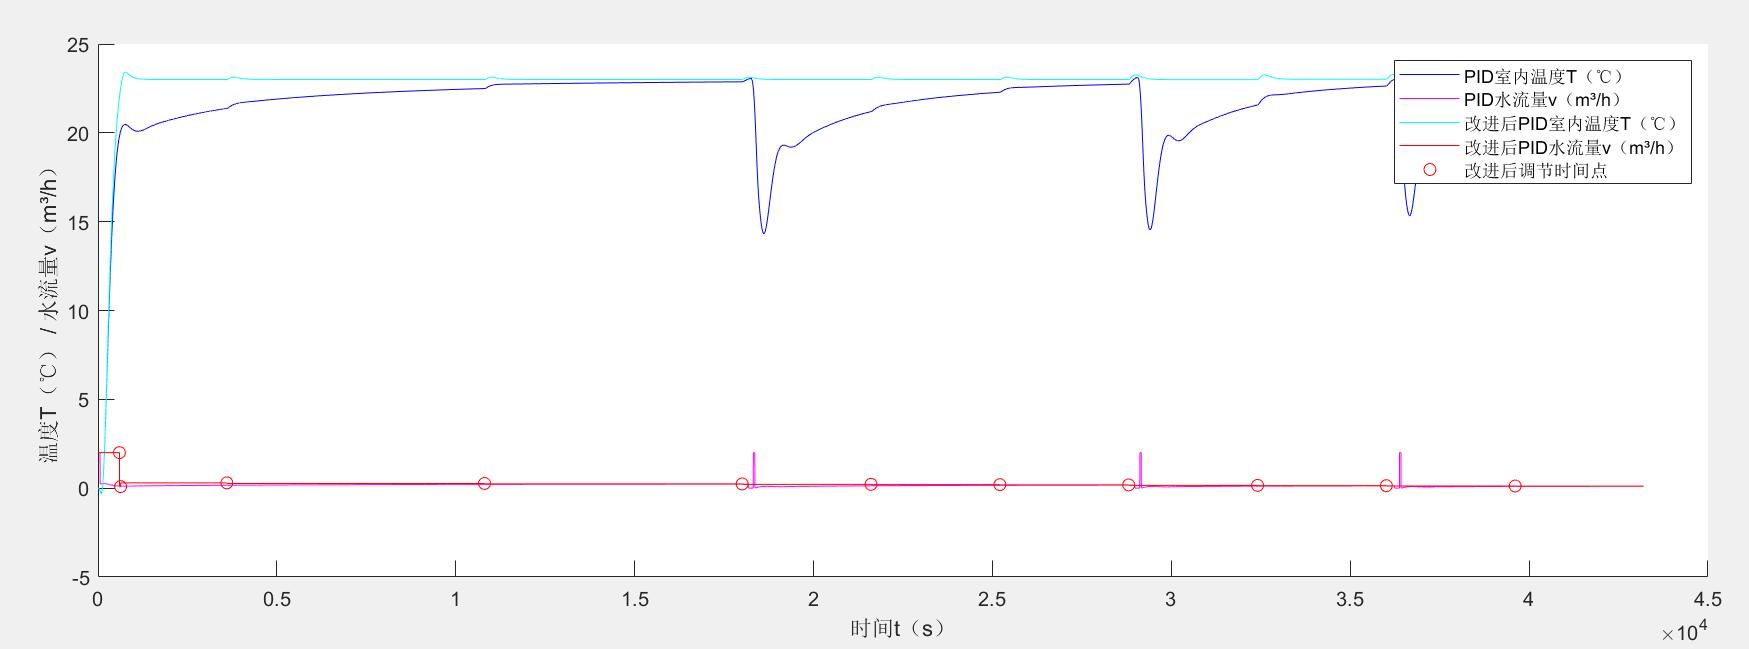 25
20
15
10
5
0
-5
温度T（℃） / 水流量v（m³/h）
PID室内温度T（℃）
PID水流量v（m³/h）
改进后PID室内温度T（℃）
改进后PID水流量v（m³/h）
改进后调节时间点
0 0.5 1 1.5 2 2.5 3 3.5 4 4.5
时间t（s）
×10⁴